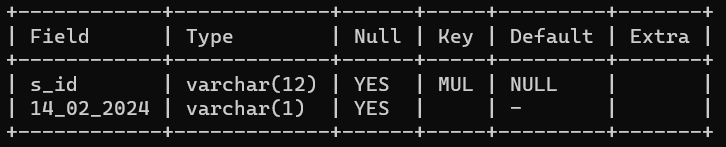 +------------+-------------+------+-----+---------+-------+
| Field      | Type        | Null | Key | Default | Extra |
+------------+-------------+------+-----+---------+-------+
| s_id       | varchar(12) | YES  | MUL | NULL    |       |
| 14_02_2024 | varchar(1)  | YES  |     | -       |       |
+------------+-------------+------+-----+---------+-------+